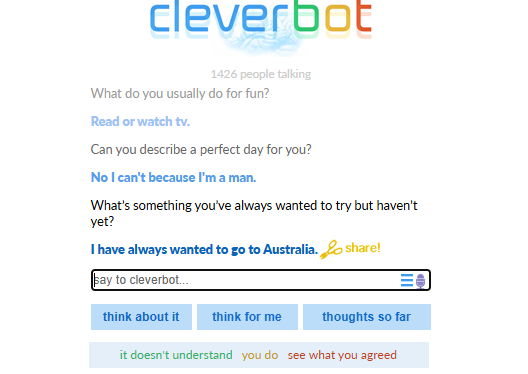 cleverbot
1426 people talking
What do you usually do for fun?
Read or watch tv.
Can you describe a perfect day for you?
No I can't because I'm a man.
What's something you've always wanted to try but haven't
yet?
I have always wanted to go to Australia. share!
say to cleverbot...
think about it think for me thoughts so far
it doesn't understand you do see what you agreed